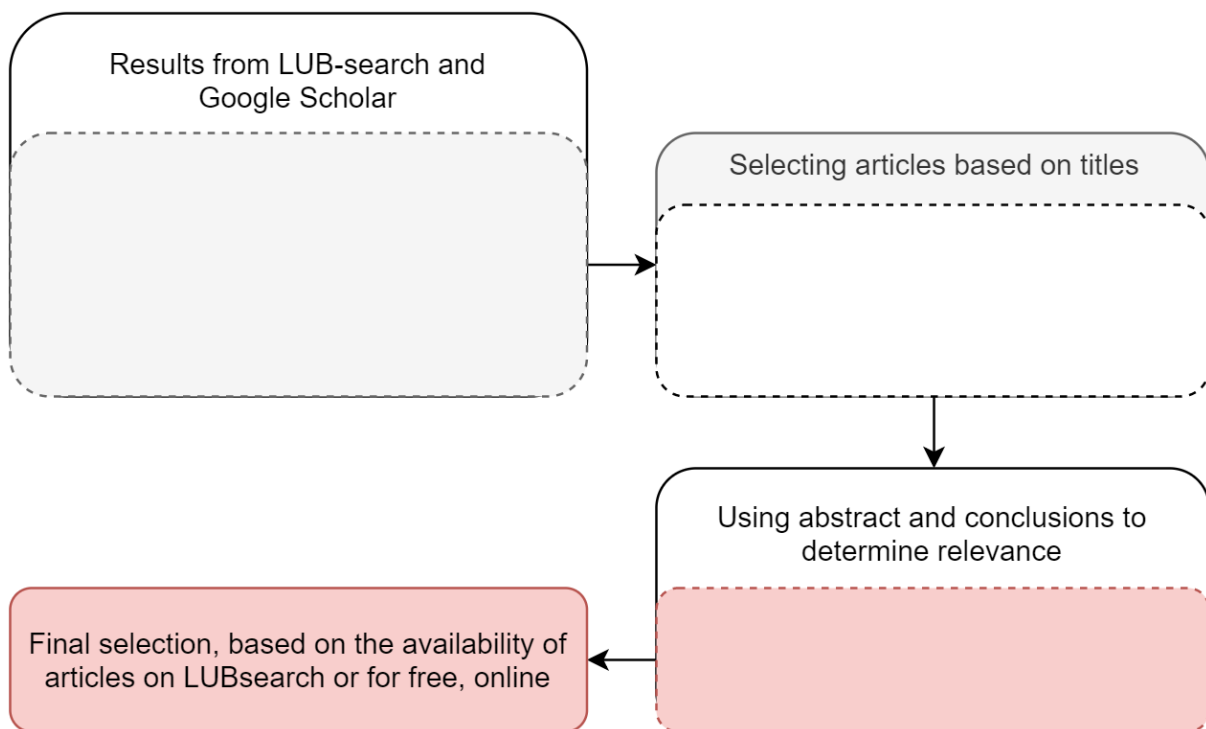 Results from LUB-search and
Google Scholar
Selecting articles based on titles
Using abstract and conclusions to
determine relevance
Final selection, based on the availability of
articles on LUBsearch or for free, online